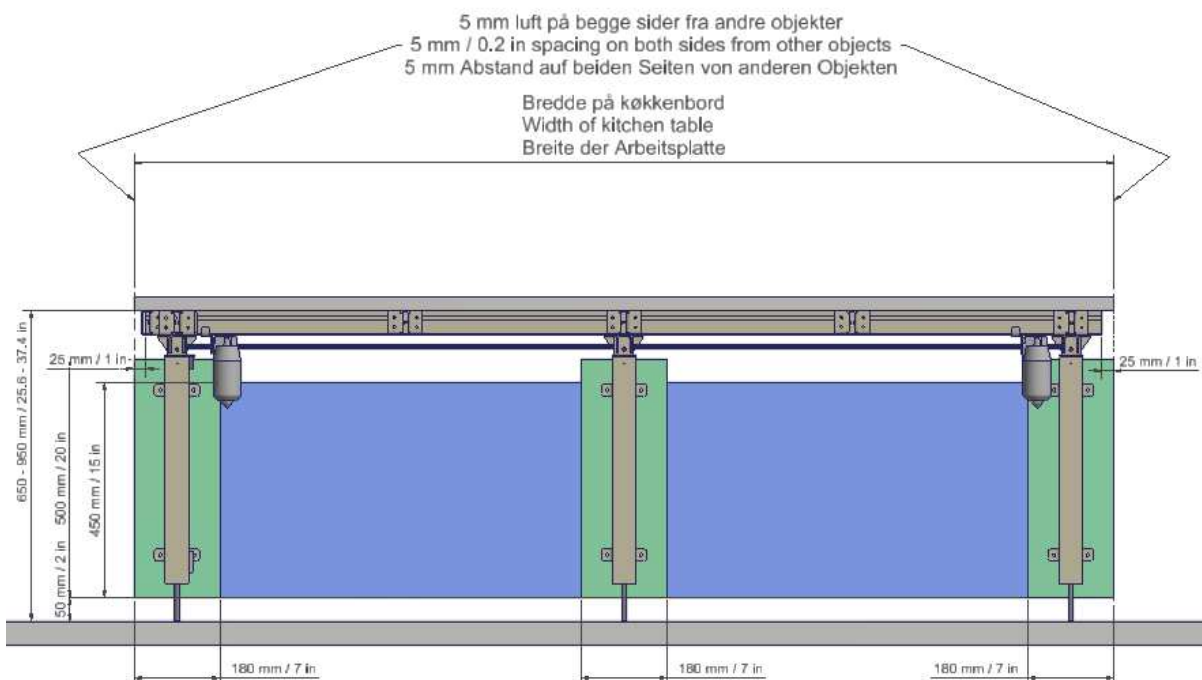 5 mm luft på begge sider fra andre objekter
5 mm / 0.2 in spacing on both sides from other objects
5 mm Abstand auf beiden Seiten von anderen Objekten
Bredde på køkkenbord
Width of kitchen table
Breite der Arbeitsplatte
25 mm / 1 in
25 mm / 1 in
650 - 950 mm / 25.6 - 37.4 in
500 mm / 20 in
450 mm / 15 in
50 mm / 2 in
180 mm / 7 in
180 mm / 7 in
180 mm / 7 in